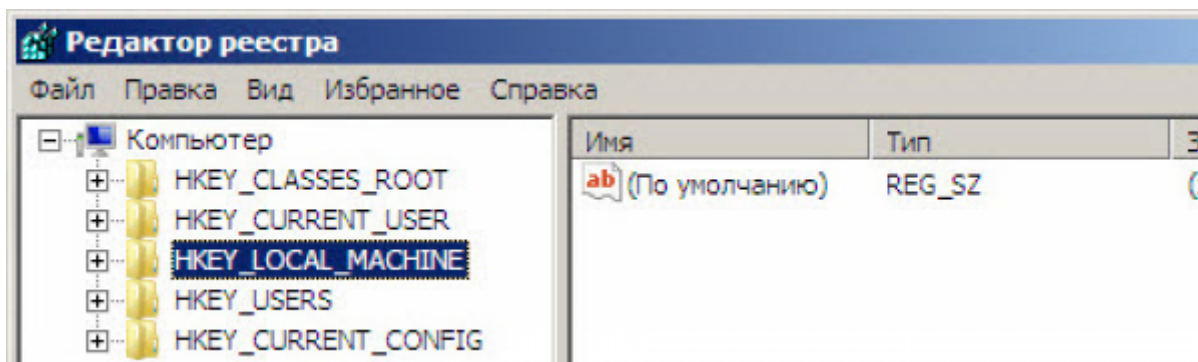 Редактор реестра
Файл Правка Вид Избранное Справка
Компьютер
HKEY_CLASSES_ROOT
HKEY_CURRENT_USER
HKEY_LOCAL_MACHINE
HKEY_USERS
HKEY_CURRENT_CONFIG
Имя Тип
ab (По умолчанию) REG_SZ